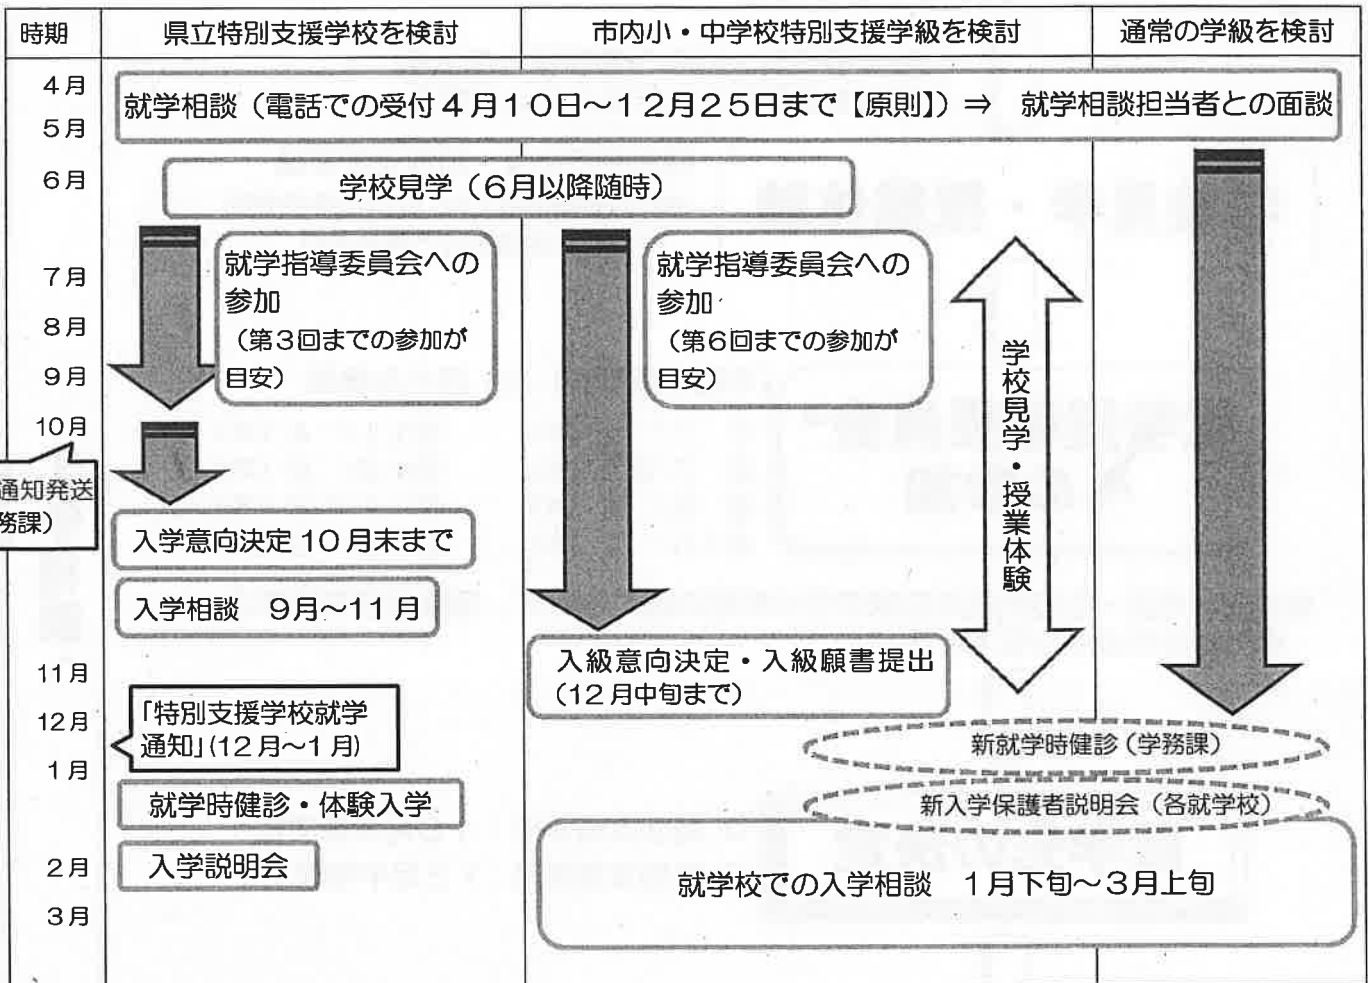 時期
県立特別支援学校を検討
市内小・中学校特別支援学級を検討
通常の学級を検討
4月
5月
6月
7月
8月
9月
10月
11月
12月
1月
2月
3月
就学相談（電話での受付４月１０日～１２月２５日まで【原則】）⇒　就学相談担当者との面談
学校見学（６月以降随時）
就学指導委員会への
参加
（第３回までの参加が
目安）
就学指導委員会への
参加
（第６回までの参加が
目安）
学校見学・授業体験
通知発送
務課）
入学意向決定 10月末まで
入学相談　9月～11月
入級意向決定・入級願書提出
（12月中旬まで）
「特別支援学校就学
通知」（12月～1月）
就学時健診・体験入学
入学説明会
新就学時健診（学務課）
新入学保護者説明会（各就学校）
就学校での入学相談　１月下旬～３月上旬